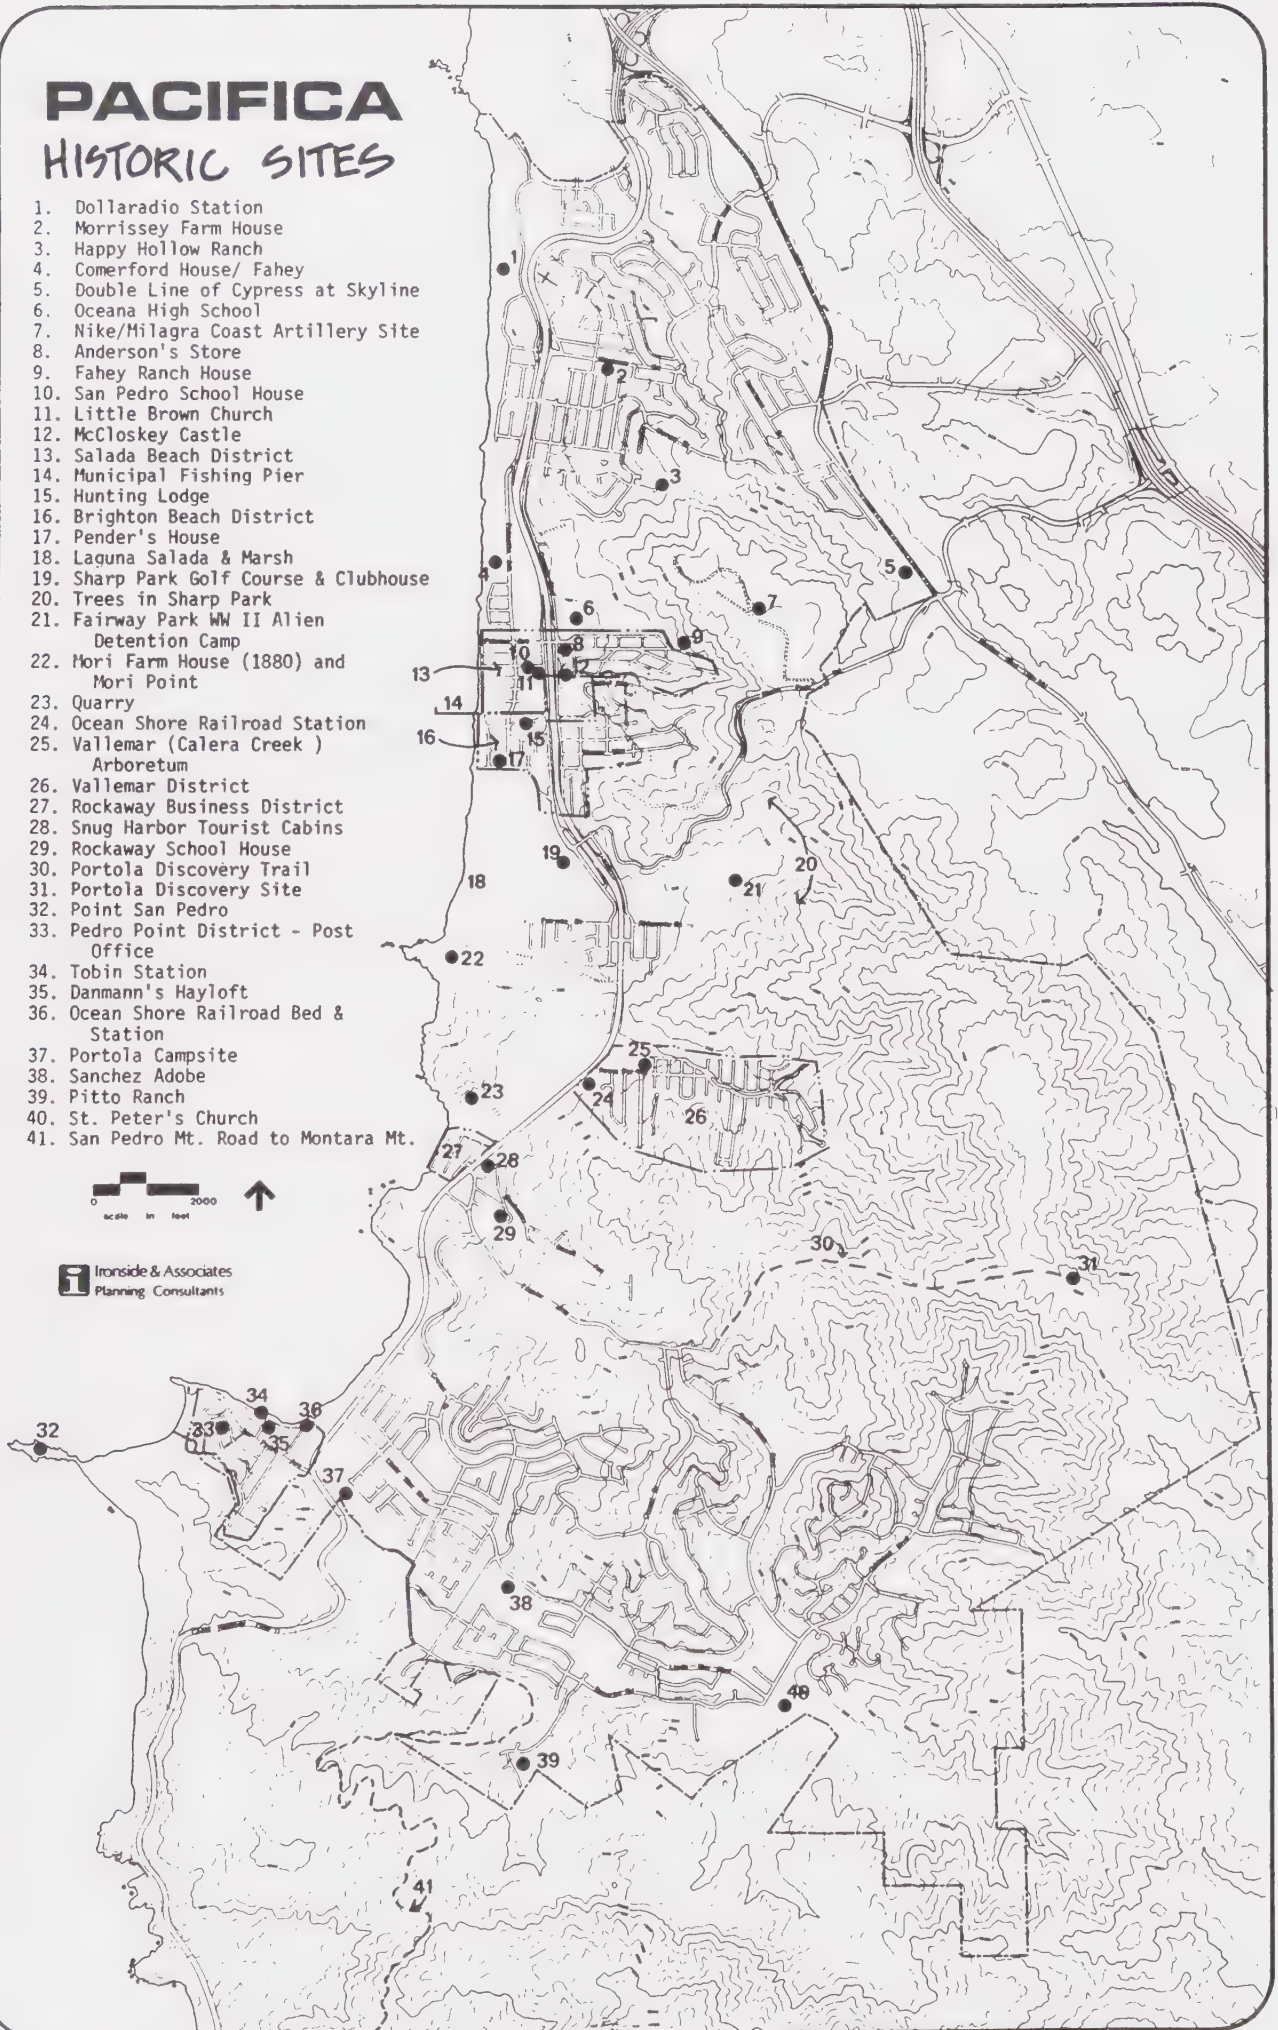 PACIFICA
HISTORIC SITES
1. Dollaradio Station
2. Morrissey Farm House
3. Happy Hollow Ranch
4. Comerford House/ Fahey
5. Double Line of Cypress at Skyline
6. Oceana High School
7. Nike/Milagra Coast Artillery Site
8. Anderson's Store
9. Fahey Ranch House
10. San Pedro School House
11. Little Brown Church
12. McCloskey Castle
13. Salada Beach District
14. Municipal Fishing Pier
15. Hunting Lodge
16. Brighton Beach District
17. Pender's House
18. Laguna Salada & Marsh
19. Sharp Park Golf Course & Clubhouse
20. Trees in Sharp Park
21. Fairway Park WW II Alien
Detention Camp
22. Mori Farm House (1880) and
Mori Point
23. Quarry
24. Ocean Shore Railroad Station
25. Vallemar (Calera Creek )
Arboretum
26. Vallemar District
27. Rockaway Business District
28. Snug Harbor Tourist Cabins
29. Rockaway School House
30. Portola Discovery Trail
31. Portola Discovery Site
32. Point San Pedro
33. Pedro Point District - Post
Office
34. Tobin Station
35. Danmann's Hayloft
36. Ocean Shore Railroad Bed &
Station
37. Portola Campsite
38. Sanchez Adobe
39. Pitto Ranch
40. St. Peter's Church
41. San Pedro Mt. Road to Montara Mt.
0 2000
scale in feet
i Ironside & Associates
Planning Consultants
1
2
3
4
5
6
7
8
9
10
11
12
13
14
15
16
17
18
19
20
21
22
23
24
25
26
27
28
29
30
31
32
33
34
35
36
37
38
39
40
41